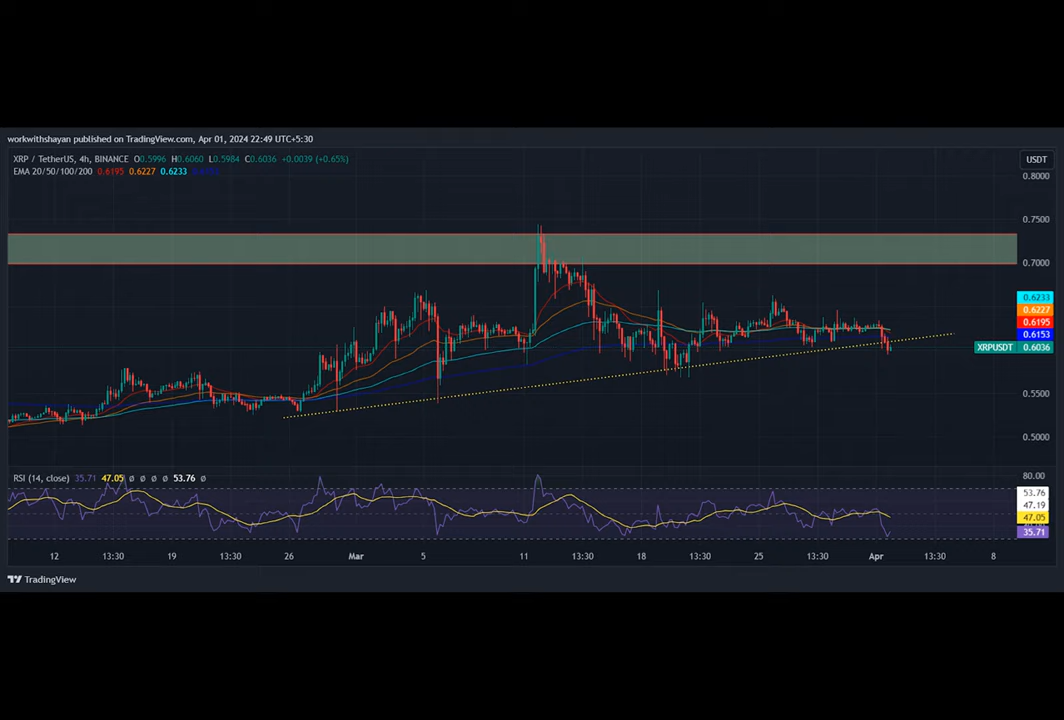 workwithshayan published on TradingView.com, Apr 01, 2024 22:49 UTC+5:30
XRP / TetherUS, 4h, BINANCE O0.5996 H0.6060 L0.5984 C0.6036 +0.0039 (+0.65%)
USDT
EMA 20/50/100/200 0.6195 0.6227 0.6233 0.6153
0.8000
0.7500
0.7000
0.6233
0.6227
0.6195
0.6153
XRPUSDT 0.6036
0.5500
0.5000
RSI (14, close) 35.71 47.05 ø ø ø ø 53.76 ø
80.00
53.76
47.19
47.05
35.71
12 13:30 19 13:30 26 Mar 5 11 13:30 18 13:30 25 13:30 Apr 13:30 8
TradingView